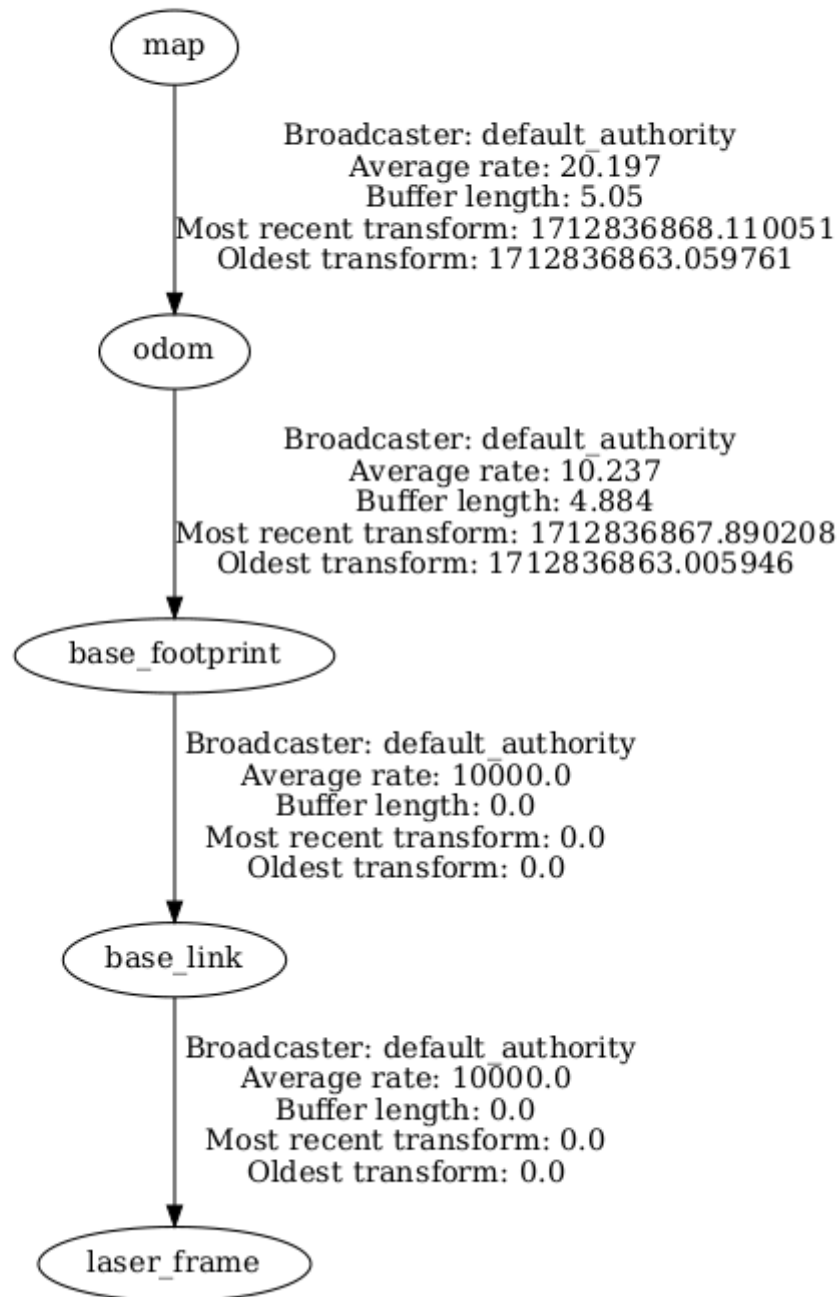 map
Broadcaster: default_authority
Average rate: 20.197
Buffer length: 5.05
Most recent transform: 1712836868.110051
Oldest transform: 1712836863.059761
odom
Broadcaster: default_authority
Average rate: 10.237
Buffer length: 4.884
Most recent transform: 1712836867.890208
Oldest transform: 1712836863.005946
base_footprint
Broadcaster: default_authority
Average rate: 10000.0
Buffer length: 0.0
Most recent transform: 0.0
Oldest transform: 0.0
base_link
Broadcaster: default_authority
Average rate: 10000.0
Buffer length: 0.0
Most recent transform: 0.0
Oldest transform: 0.0
laser_frame